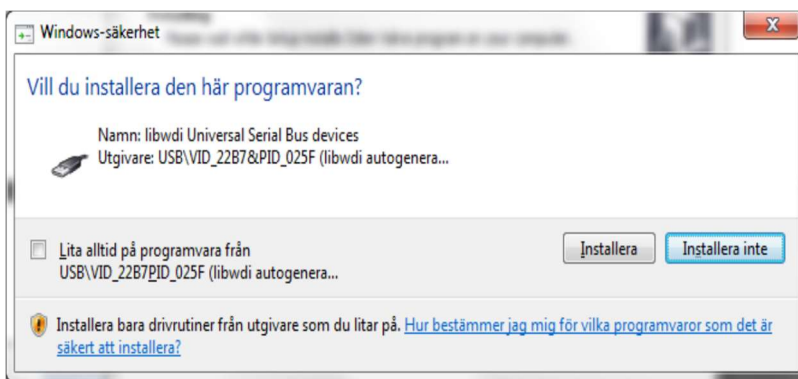 Windows-säkerhet
Vill du installera den här programvaran?
Namn: libwdi Universal Serial Bus devices
Utgivare: USB\VID_22B7&PID_025F (libwdi autogenera...
Lita alltid på programvara från
USB\VID_22B7PID_025F (libwdi autogenera...
Installera
Installera inte
Installera bara drivrutiner från utgivare som du litar på. Hur bestämmer jag mig för vilka programvaror som det är
säkert att installera?